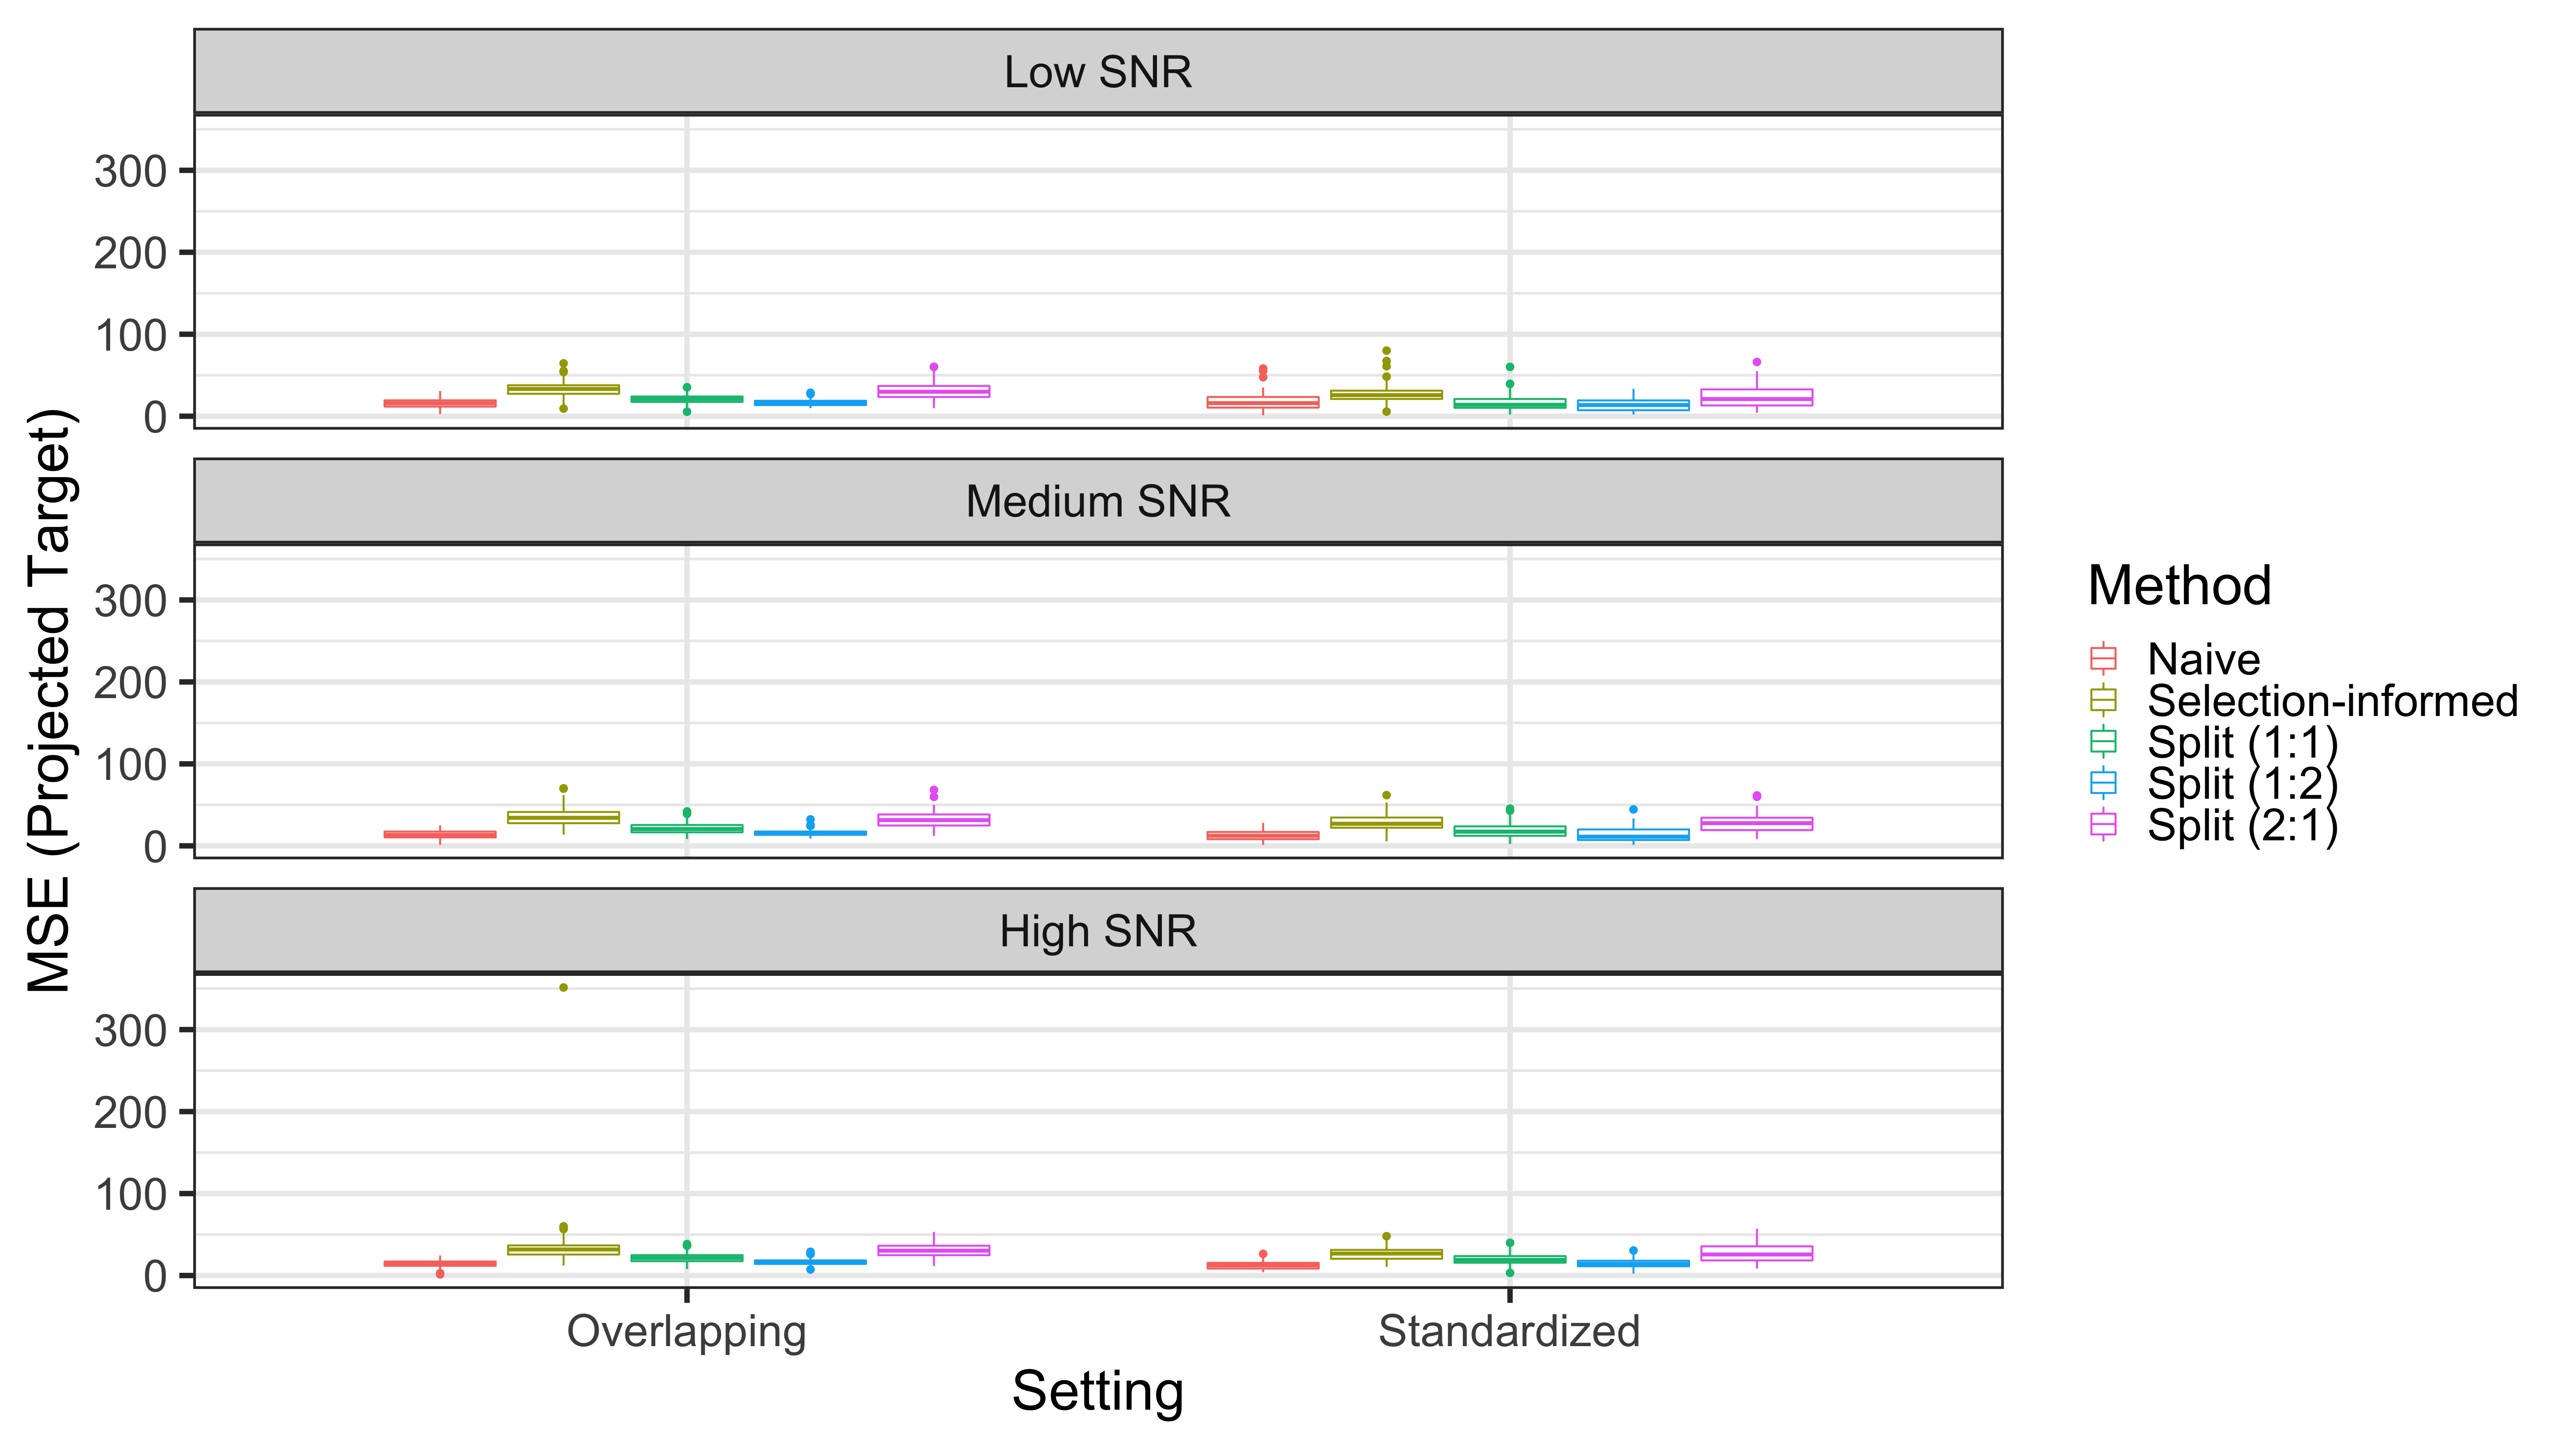 Low SNR
300
200
100
0
Medium SNR
300
200
100
0
High SNR
300
200
100
0
Overlapping
Standardized
Setting
MSE (Projected Target)
Method
Naive
Selection-informed
Split (1:1)
Split (1:2)
Split (2:1)